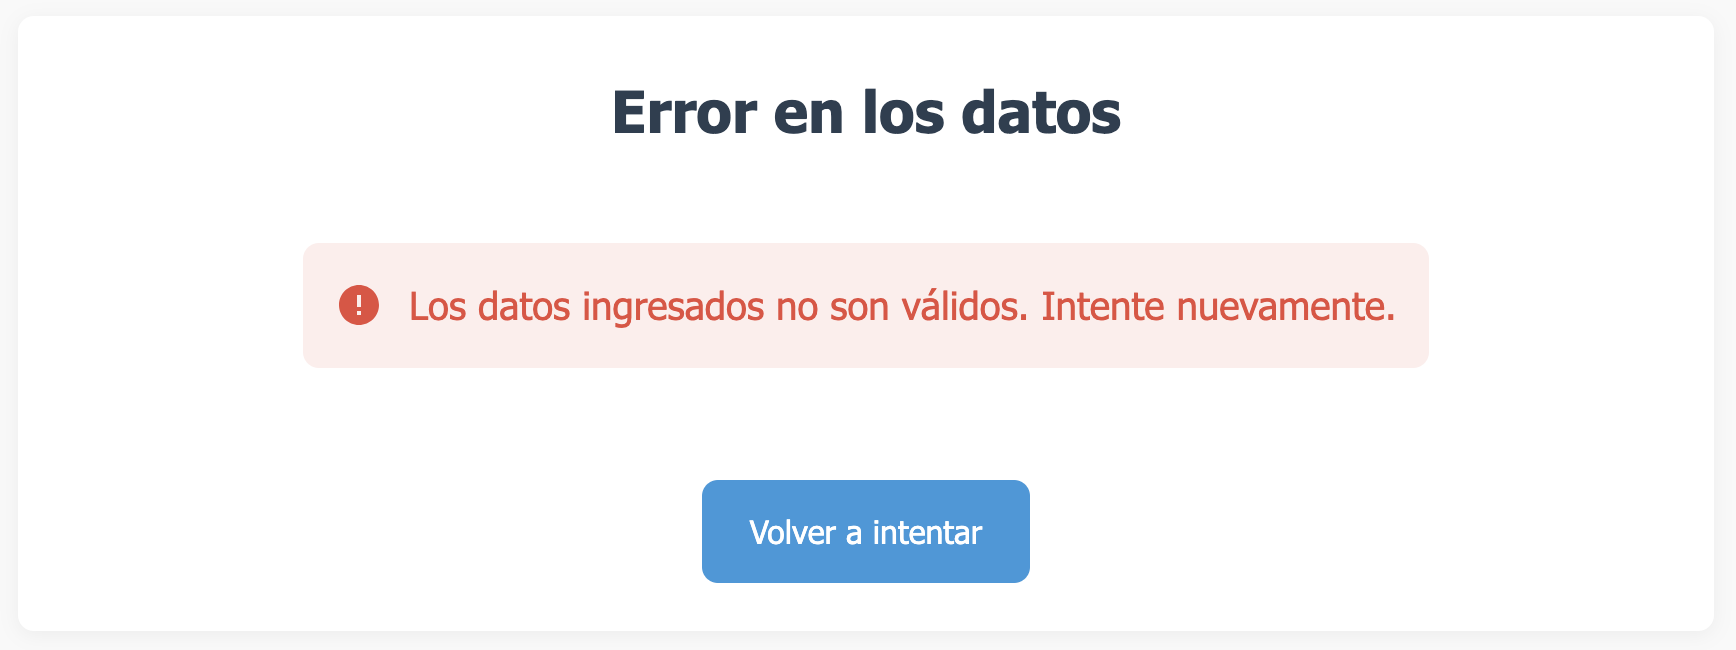 Error en los datos
Los datos ingresados no son válidos. Intente nuevamente.
Volver a intentar